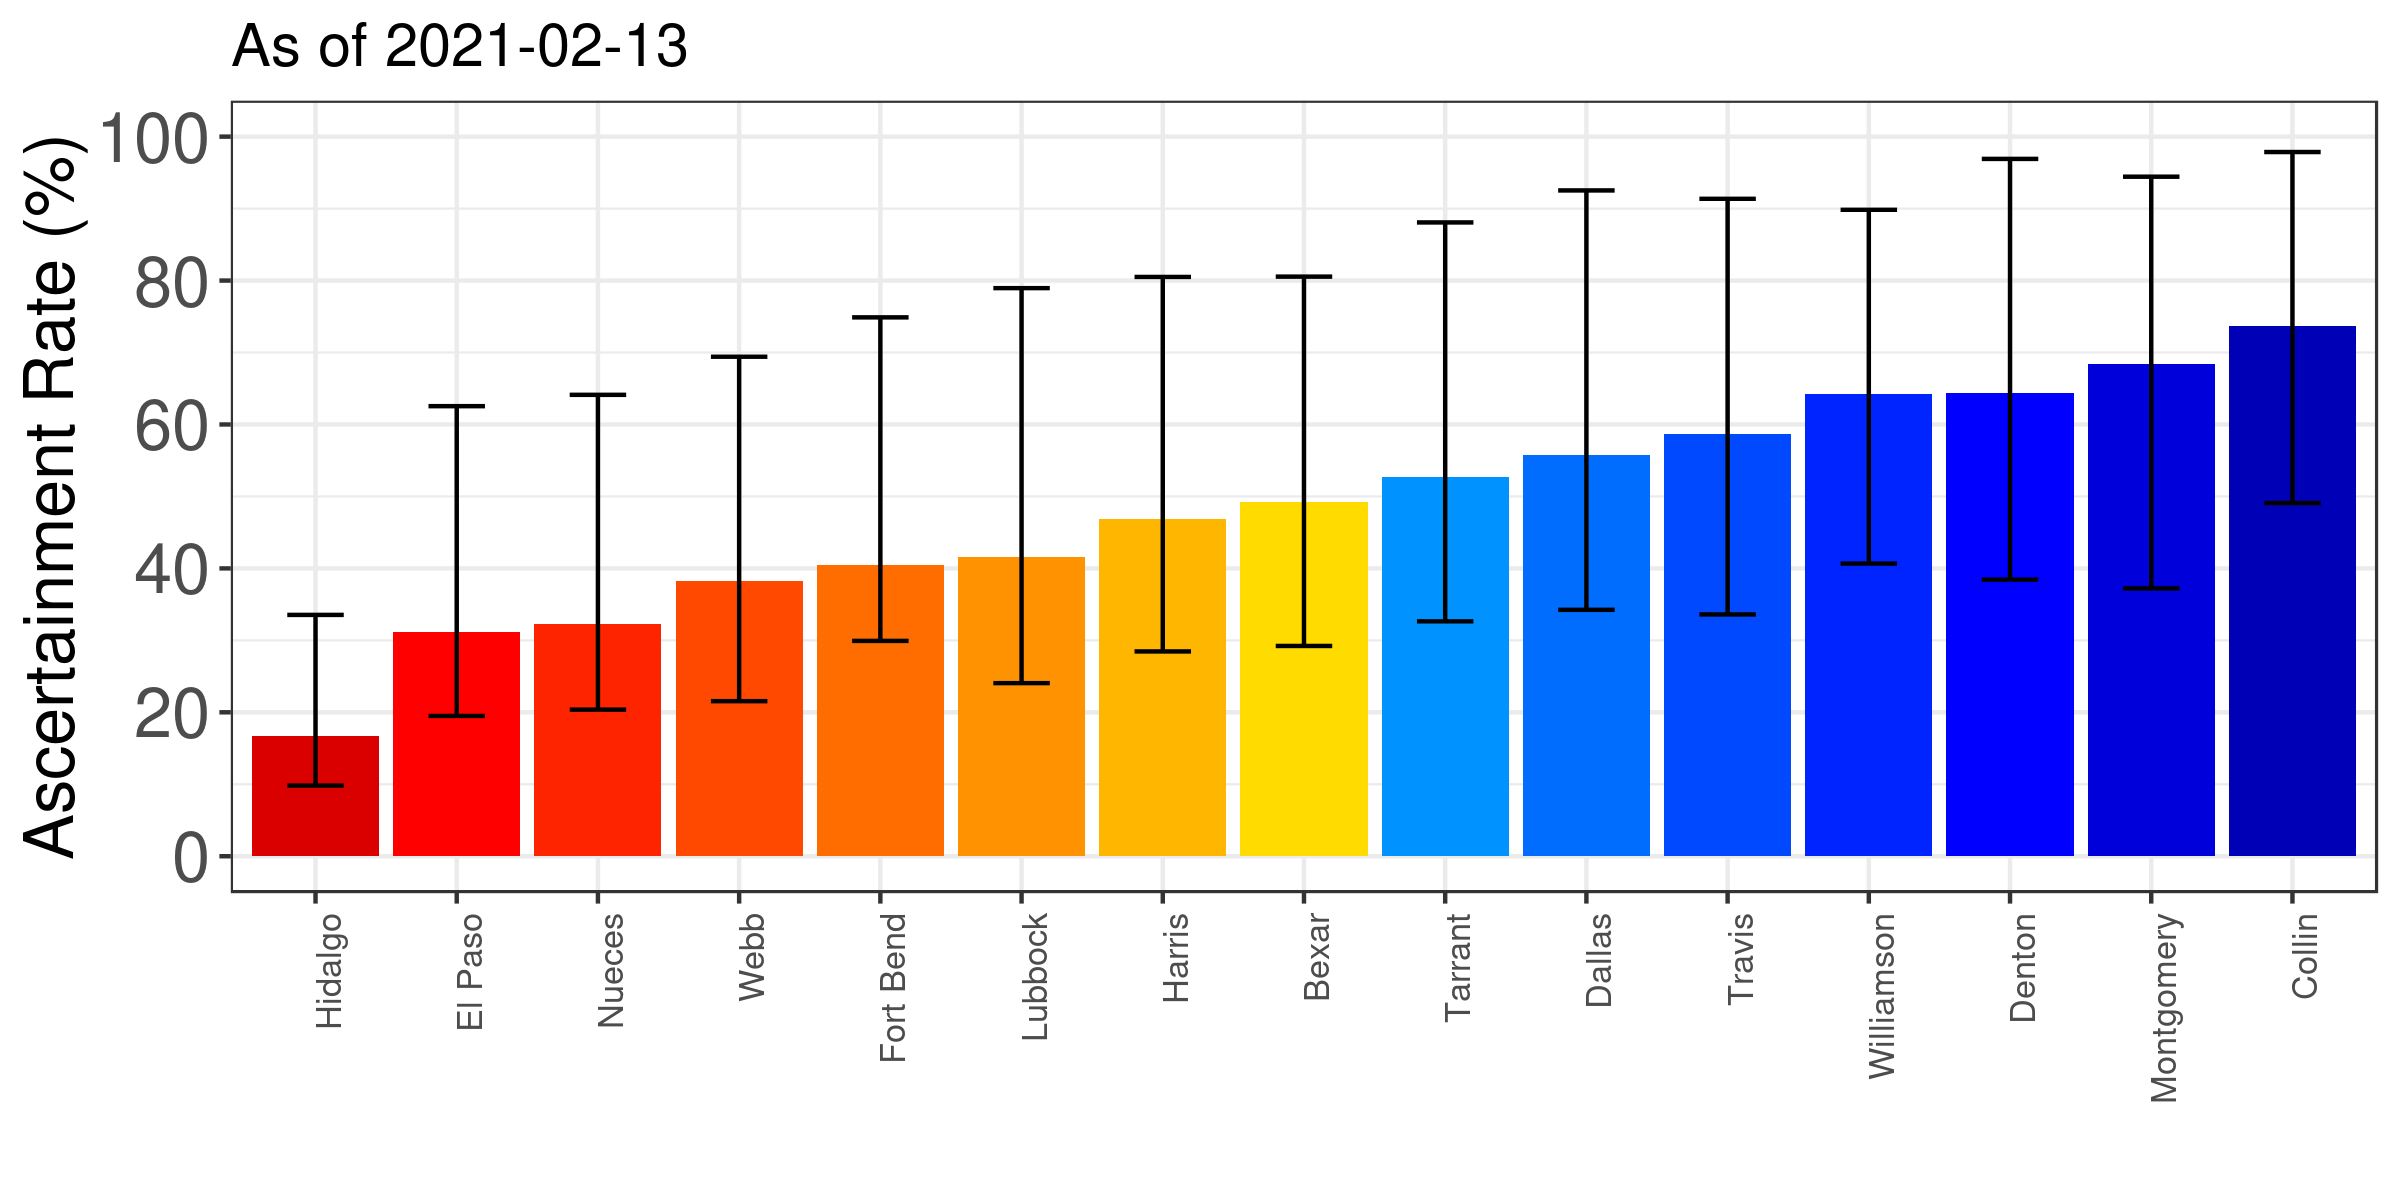 As of 2021-02-13
Ascertainment Rate (%)
100
80
60
40
20
0
Hidalgo
El Paso
Nueces
Webb
Fort Bend
Lubbock
Harris
Bexar
Tarrant
Dallas
Travis
Williamson
Denton
Montgomery
Collin